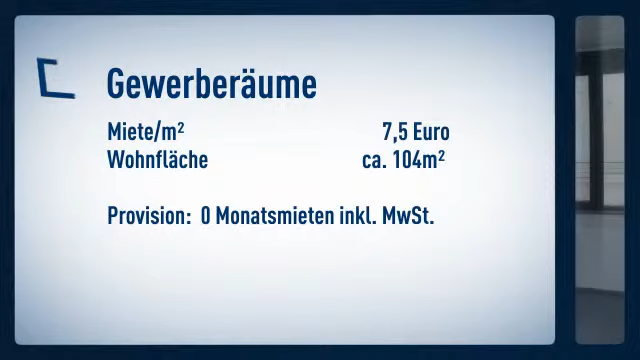 Gewerberäume
Miete/m² 7,5 Euro
Wohnfläche ca. 104m²
Provision: 0 Monatsmieten inkl. MwSt.